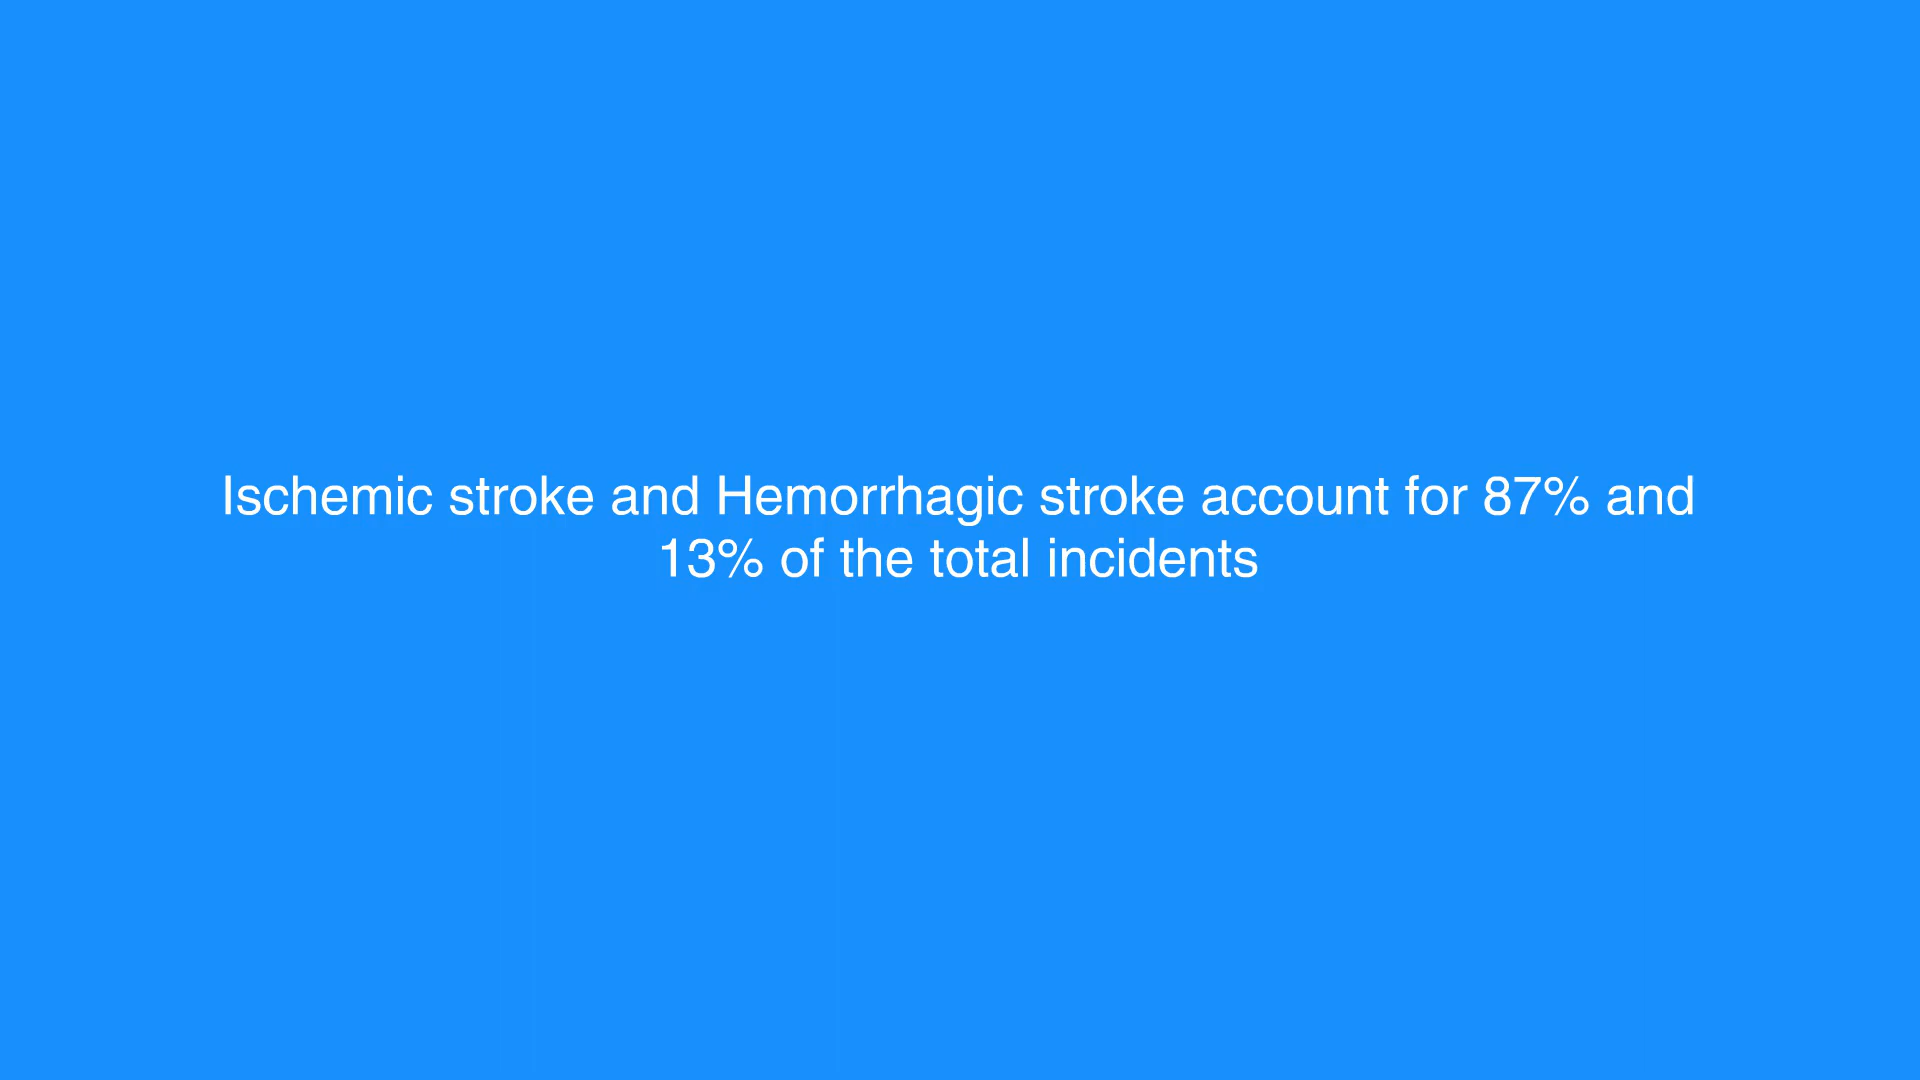 Ischemic stroke and Hemorrhagic stroke account for 87% and
13% of the total incidents